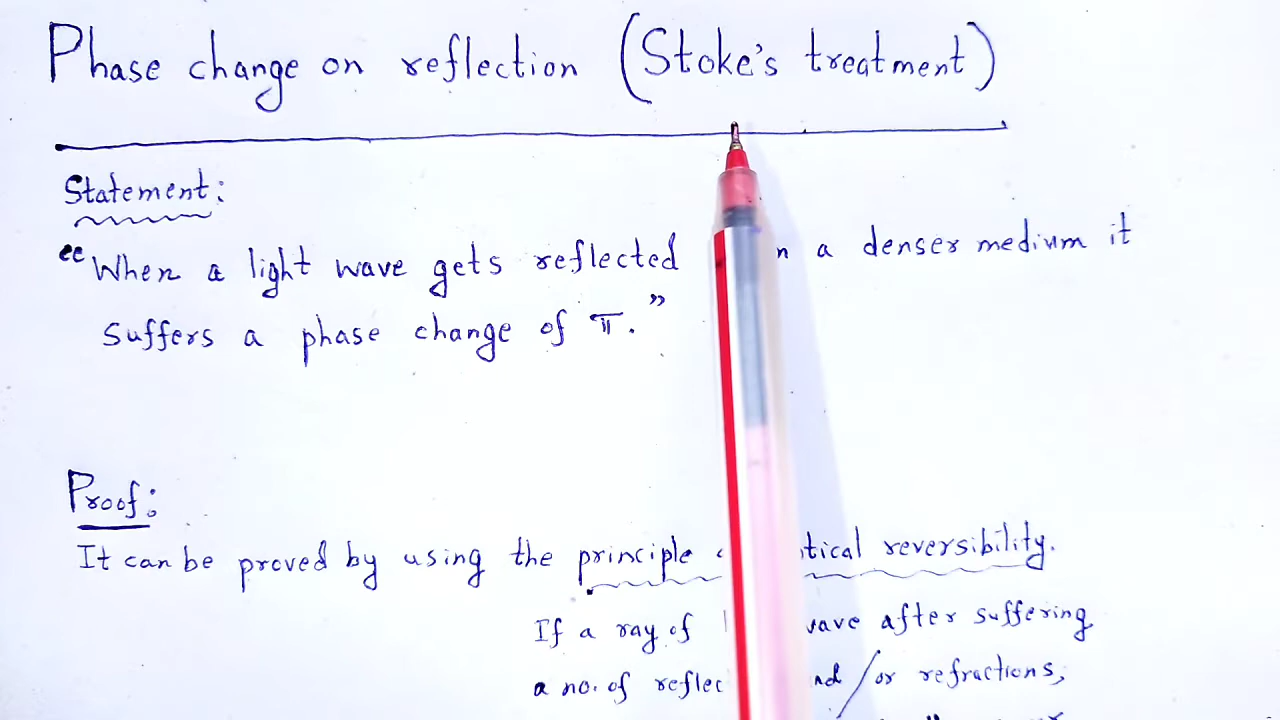 Phase change on reflection (Stoke's treatment)
Statement:
“When a light wave gets reflected a denser medium it
suffers a phase change of π.”
Proof:
It can be proved by using the principle reversibility.
If a ray of wave after suffering
a no. of /or refractions,